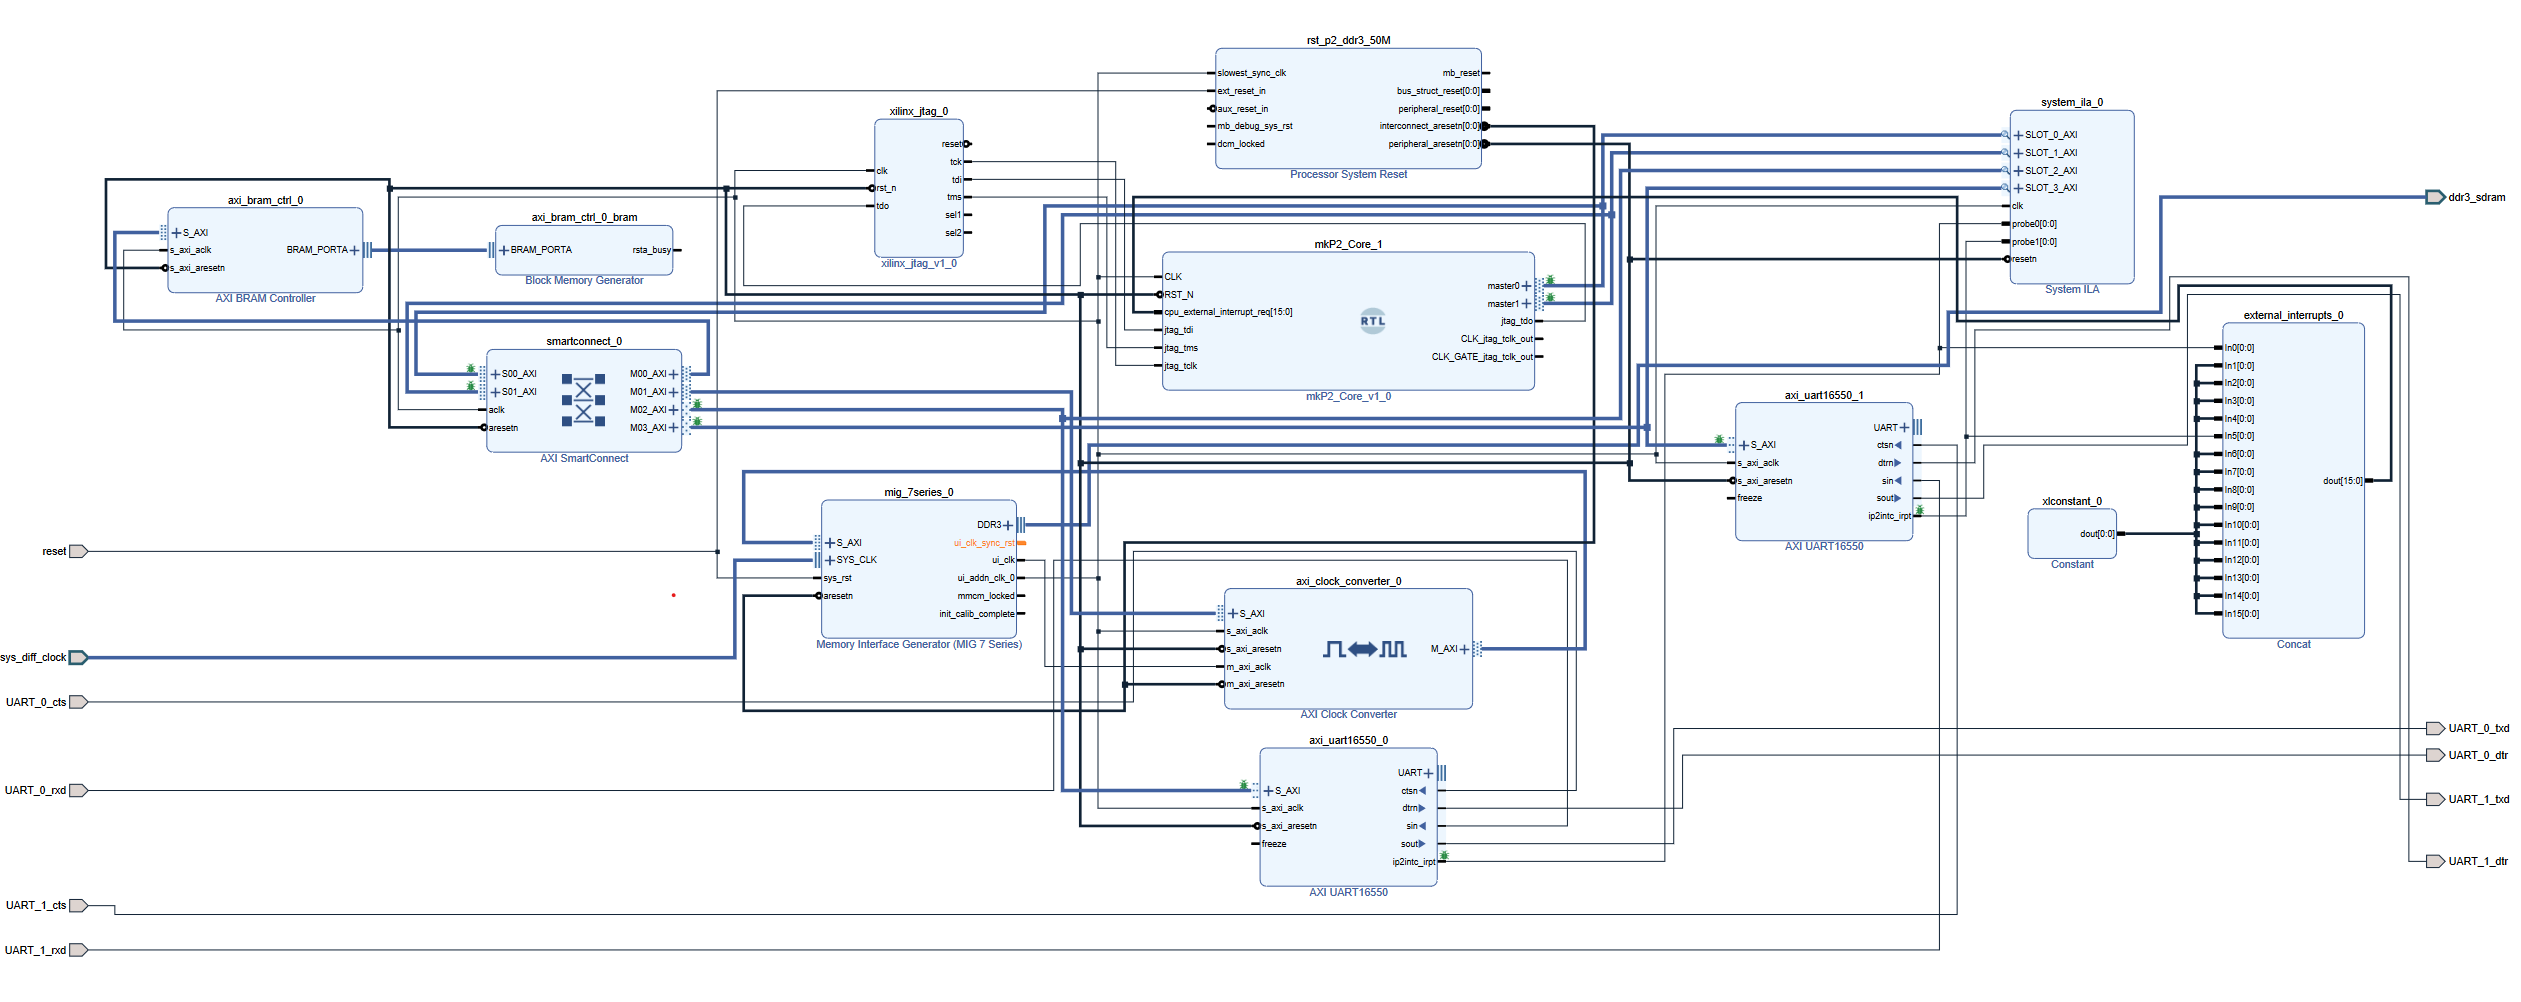 rst_p2_ddr3_50M
slowest_sync_clk
mb_reset
ext_reset_in
bus_struct_reset[0:0]
aux_reset_in
peripheral_reset[0:0]
mb_debug_sys_rst
interconnect_aresetn[0:0]
dcm_locked
peripheral_aresetn[0:0]
Processor System Reset
xilinx_jtag_0
reset
tck
clk
tdi
rst_n
tms
tdo
sel1
sel2
xilinx_jtag_v1_0
system_ila_0
SLOT_0_AXI
SLOT_1_AXI
SLOT_2_AXI
SLOT_3_AXI
clk
probe0[0:0]
probe1[0:0]
resetn
System ILA
ddr3_sdram
axi_bram_ctrl_0
S_AXI
s_axi_aclk
BRAM_PORTA
s_axi_aresetn
AXI BRAM Controller
axi_bram_ctrl_0_bram
BRAM_PORTA
rsta_busy
Block Memory Generator
mkP2_Core_1
CLK
master0
RST_N
master1
cpu_external_interrupt_req[15:0]
jtag_tdo
jtag_tdi
CLK_jtag_tclk_out
jtag_tms
CLK_GATE_jtag_tclk_out
jtag_tclk
RTL
mkP2_Core_v1_0
smartconnect_0
S00_AXI
M00_AXI
S01_AXI
M01_AXI
aclk
M02_AXI
aresetn
M03_AXI
AXI SmartConnect
external_interrupts_0
In0[0:0]
In1[0:0]
In2[0:0]
In3[0:0]
In4[0:0]
In5[0:0]
In6[0:0]
In7[0:0]
In8[0:0]
In9[0:0]
In10[0:0]
In11[0:0]
In12[0:0]
In13[0:0]
In14[0:0]
In15[0:0]
dout[15:0]
Concat
axi_uart16550_1
UART
S_AXI
ctsn
s_axi_aclk
dtrn
s_axi_aresetn
sin
freeze
sout
ip2intc_irpt
AXI UART16550
xlconstant_0
dout[0:0]
Constant
mig_7series_0
DDR3
S_AXI
ui_clk_sync_rst
SYS_CLK
ui_clk
sys_rst
ui_addn_clk_0
aresetn
mmcm_locked
init_calib_complete
Memory Interface Generator (MIG 7 Series)
axi_clock_converter_0
S_AXI
s_axi_aclk
s_axi_aresetn
M_AXI
m_axi_aclk
m_axi_aresetn
AXI Clock Converter
axi_uart16550_0
UART
S_AXI
ctsn
s_axi_aclk
dtrn
s_axi_aresetn
sin
freeze
sout
ip2intc_irpt
AXI UART16550
reset
sys_diff_clock
UART_0_cts
UART_0_rxd
UART_1_cts
UART_1_rxd
UART_0_txd
UART_0_dtr
UART_1_txd
UART_1_dtr